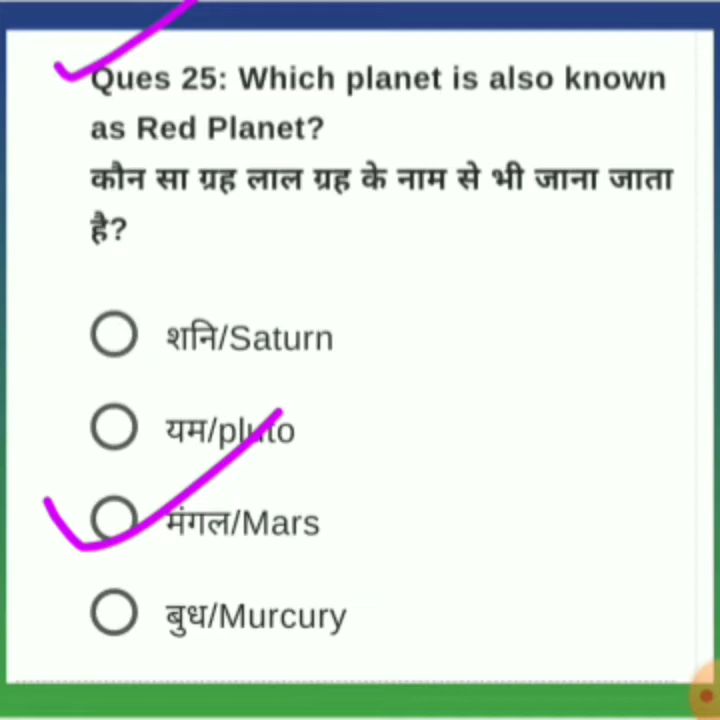 Ques 25: Which planet is also known
as Red Planet?
कौन सा ग्रह लाल ग्रह के नाम से भी जाना जाता
है?
शनि/Saturn
यम/pluto
मंगल/Mars
बुध/Murcury